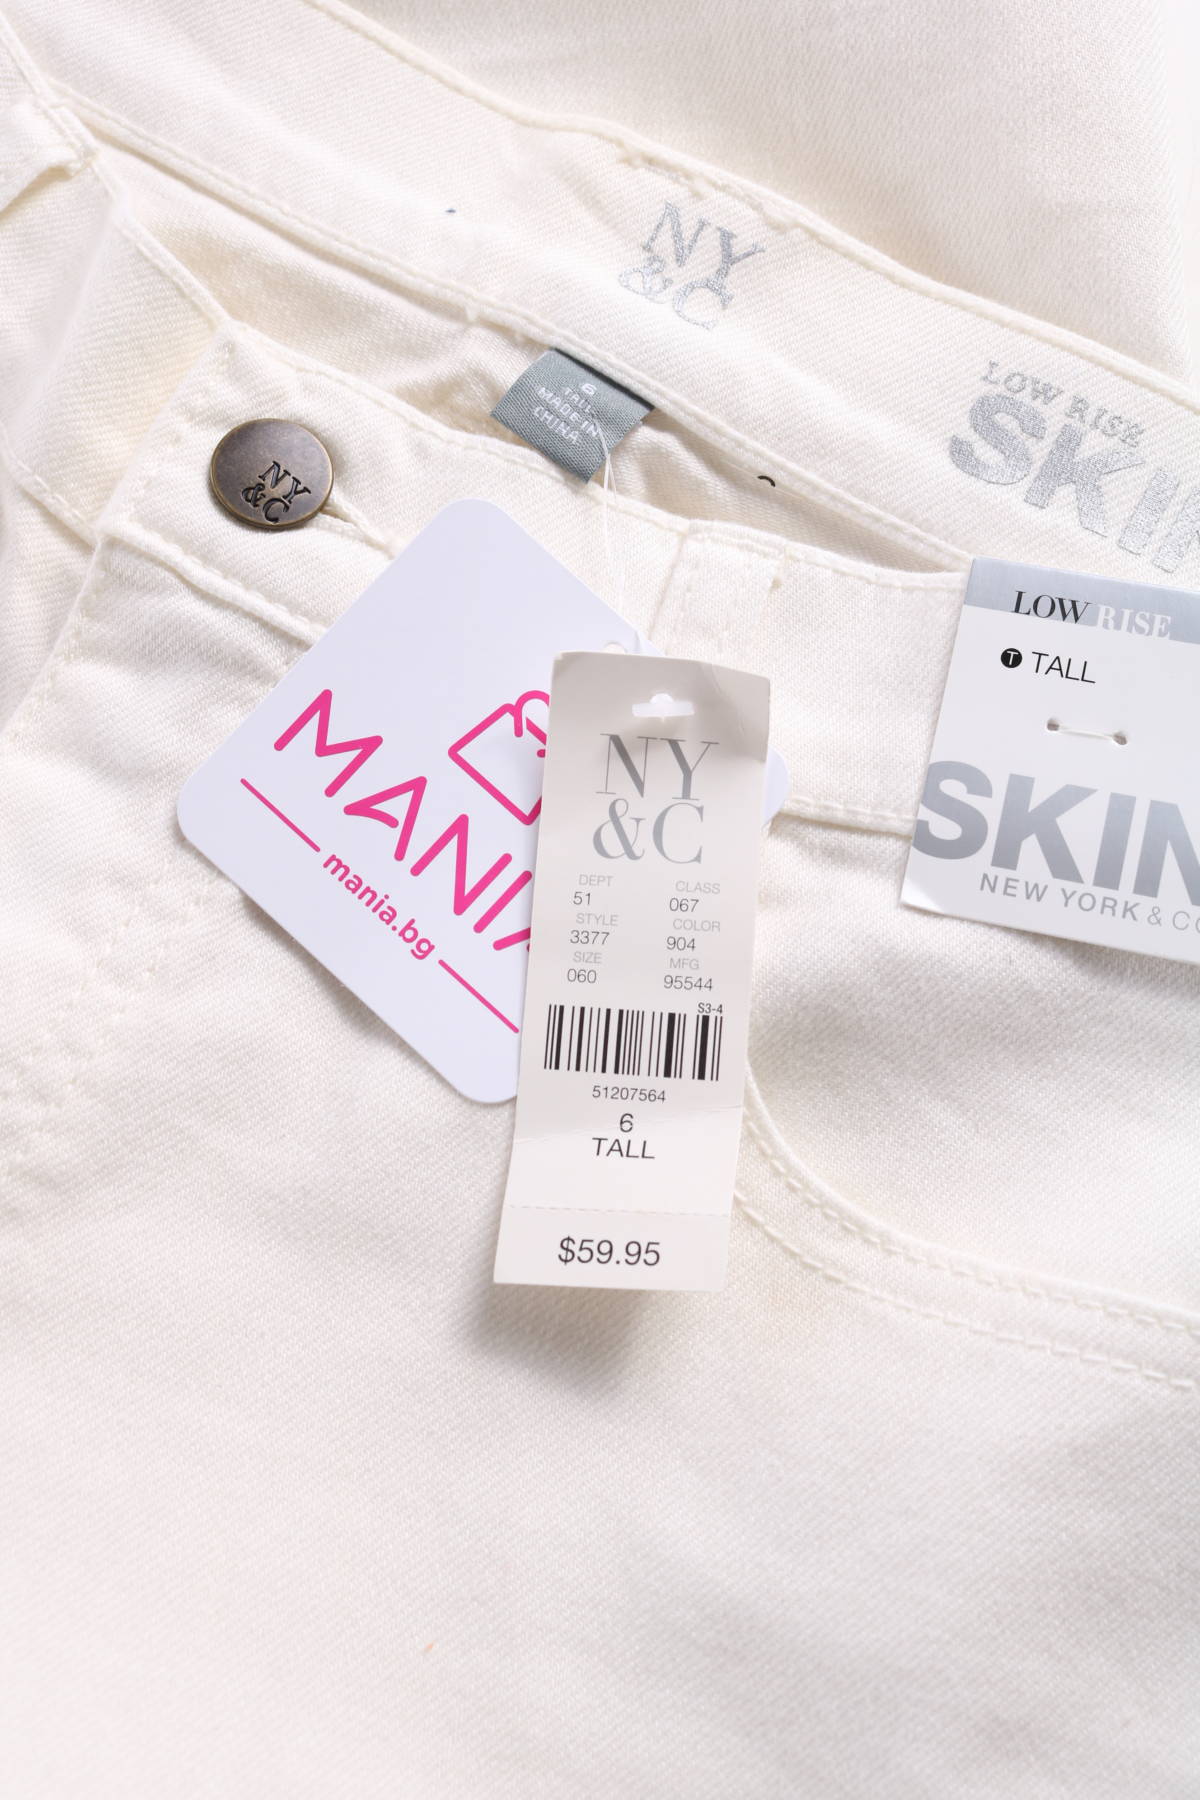 NY
&C
LOW RISE
6
TALL
MADE IN
CHINA
NY
&C
LOW RISE
T TALL
SKIN
NEW YORK & CO
MANIA
mania.bg
NY
&C
DEPT CLASS
51 067
STYLE COLOR
3377 904
SIZE MFG
060 95544
S3-4
51207564
6
TALL
$59.95